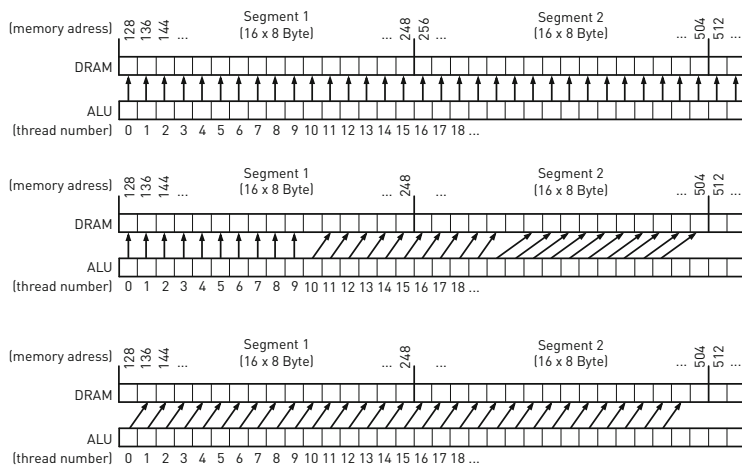 Segment 1 Segment 2
(memory adress) 128 136 144 ... (16 x 8 Byte) ... 248 256 ... (16 x 8 Byte) ... 504 512 ...
DRAM
ALU
(thread number) 0 1 2 3 4 5 6 7 8 9 10 11 12 13 14 15 16 17 18 ...
Segment 1 Segment 2
(memory adress) 128 136 144 ... (16 x 8 Byte) ... 248 ... (16 x 8 Byte) ... 504 512 ...
DRAM
ALU
(thread number) 0 1 2 3 4 5 6 7 8 9 10 11 12 13 14 15 16 17 18 ...
Segment 1 Segment 2
(memory adress) 128 136 144 ... (16 x 8 Byte) ... 248 ... (16 x 8 Byte) ... 504 512 ...
DRAM
ALU
(thread number) 0 1 2 3 4 5 6 7 8 9 10 11 12 13 14 15 16 17 18 ...